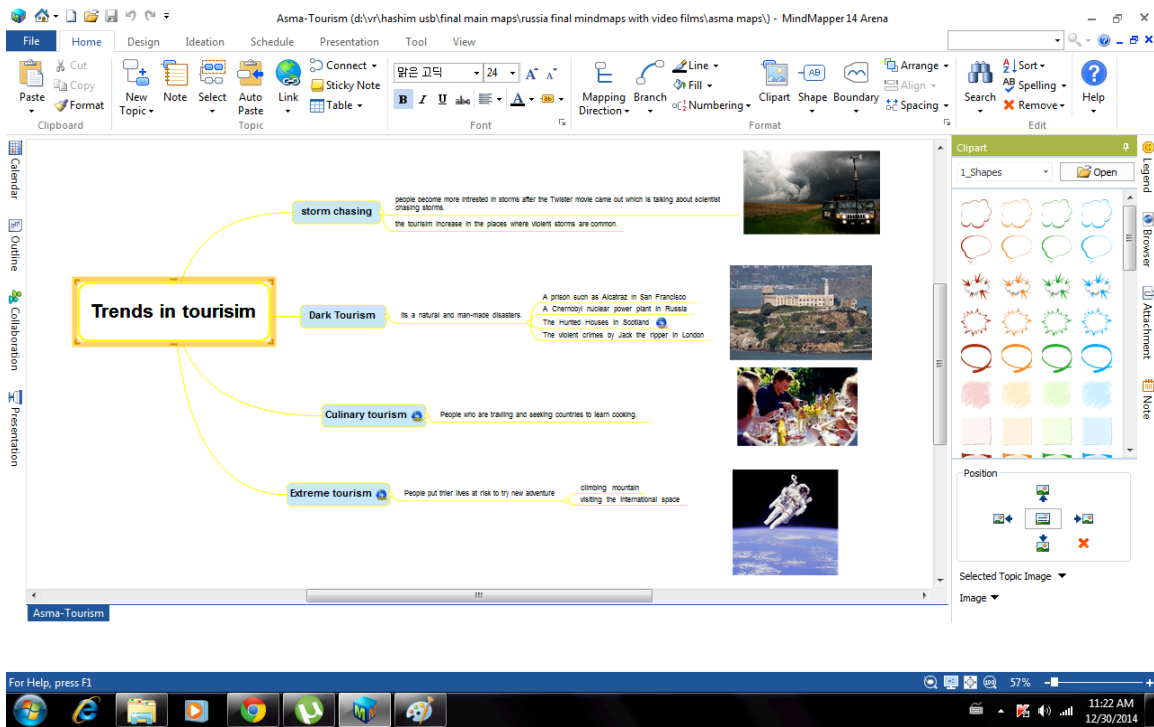 Asma-Tourism (d:\vr\hashim usb\final main maps\russia final mindmaps with video films\asma maps\) - MindMapper 14 Arena
File Home Design Ideation Schedule Presentation Tool View
Cut
Copy
Format
Paste
Clipboard
New Topic
Note
Select
Auto Paste
Link
Connect
Sticky Note
Table
Topic
맑은 고딕 24 A A
B I U abc A ab
Font
Mapping Direction
Branch
Line
Fill
Numbering
Clipart
Shape
AB
Boundary
Arrange
Align
Spacing
Format
Search
Sort
Spelling
Remove
Edit
Help
Calendar
Outline
Collaboration
Presentation
storm chasing
people become more intrested in storms after the Twister movie came out which is talking about scientist
chasing storms.
the tourisim increase in the places where violent storms are common.
Trends in tourisim
Dark Tourism
Its a natural and man-made disasters.
A prison such as Alcatraz in San Francisco
A Chernobyl nuclear power plant in Russia
The Hunted Houses in Scotland
The violent crimes by Jack the ripper in London
Culinary tourism
People who are travling and seeking countries to learn cooking.
Extreme tourism
People put thier lives at risk to try new adventure
climbing mountain
visiting the international space
Clipart
1_Shapes
Open
Position
Selected Topic Image
Image
Legend
Browser
Attachment
Note
Asma-Tourism
For Help, press F1
57%
11:22 AM
12/30/2014